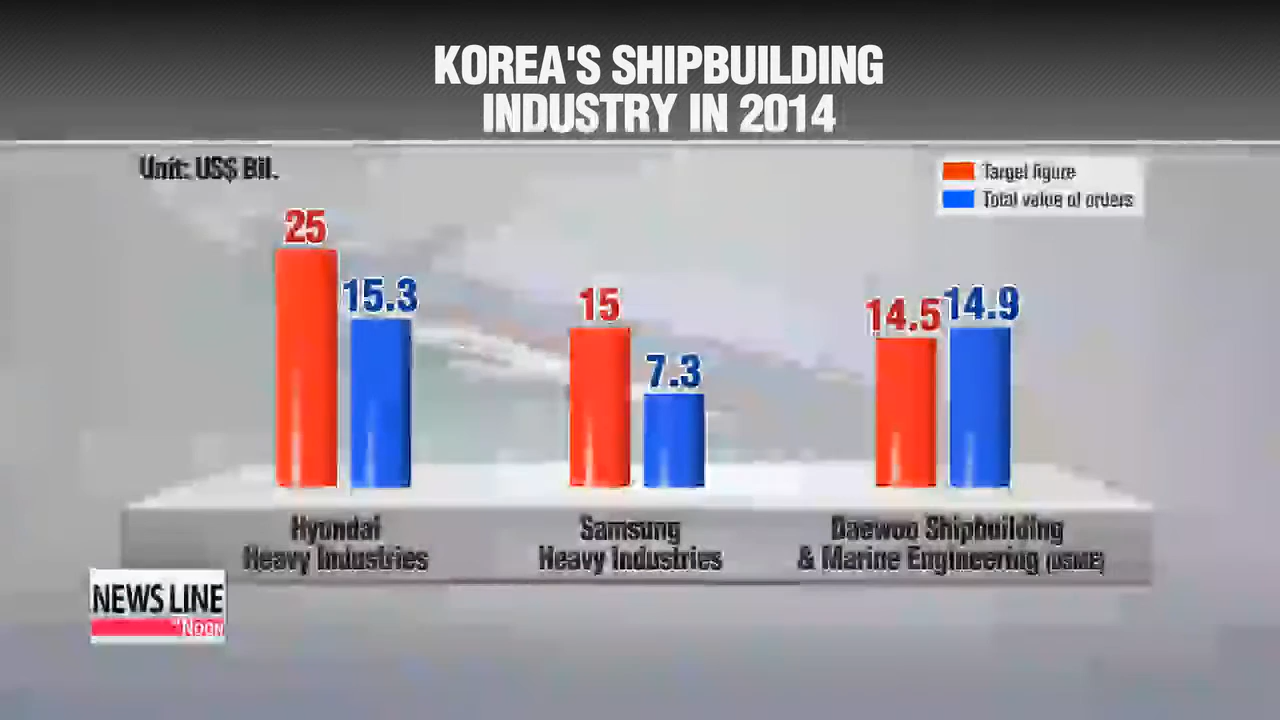 KOREA'S SHIPBUILDING
INDUSTRY IN 2014
Unit: US$ Bil.
Target figure
Total value of orders
25
15.3
15
7.3
14.5
14.9
Hyundai
Heavy Industries
Samsung
Heavy Industries
Daewoo Shipbuilding
& Marine Engineering (DSME)
NEWS LINE
at NOON